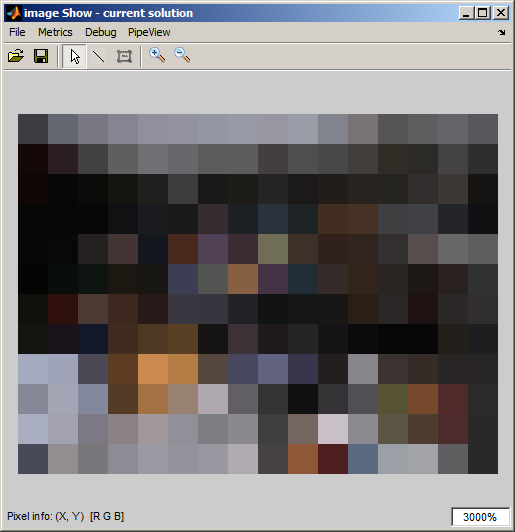 image Show - current solution
File Metrics Debug PipeView
Pixel info: (X, Y) [R G B]
3000%